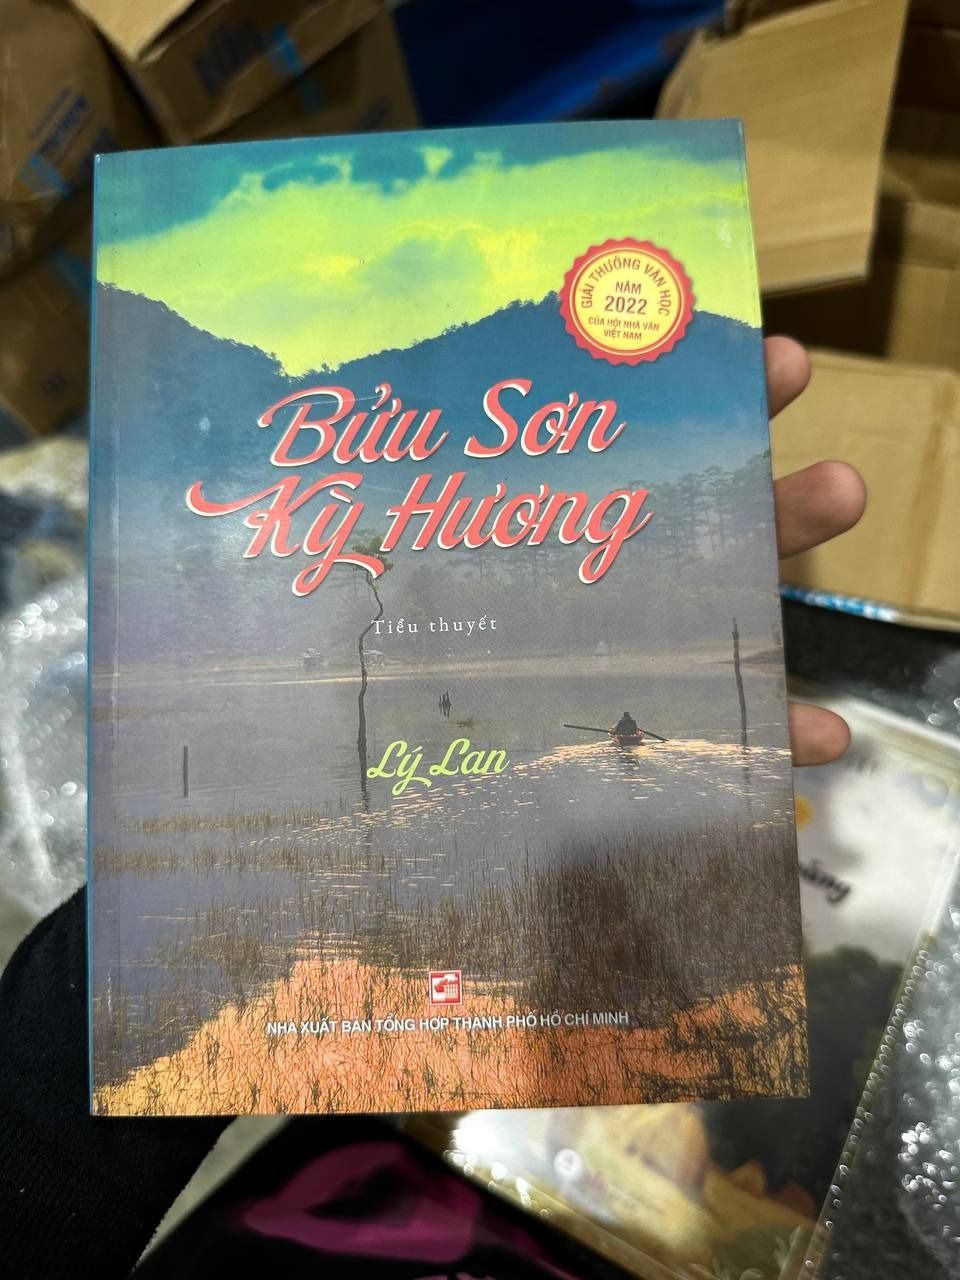 GIẢI THƯỞNG VĂN HỌC
NĂM
2022
CỦA HỘI NHÀ VĂN
VIỆT NAM
Bửu Sơn
Kỳ Hương
Tiểu thuyết
Lý Lan
NHÀ XUẤT BẢN TỔNG HỢP THÀNH PHỐ HỒ CHÍ MINH